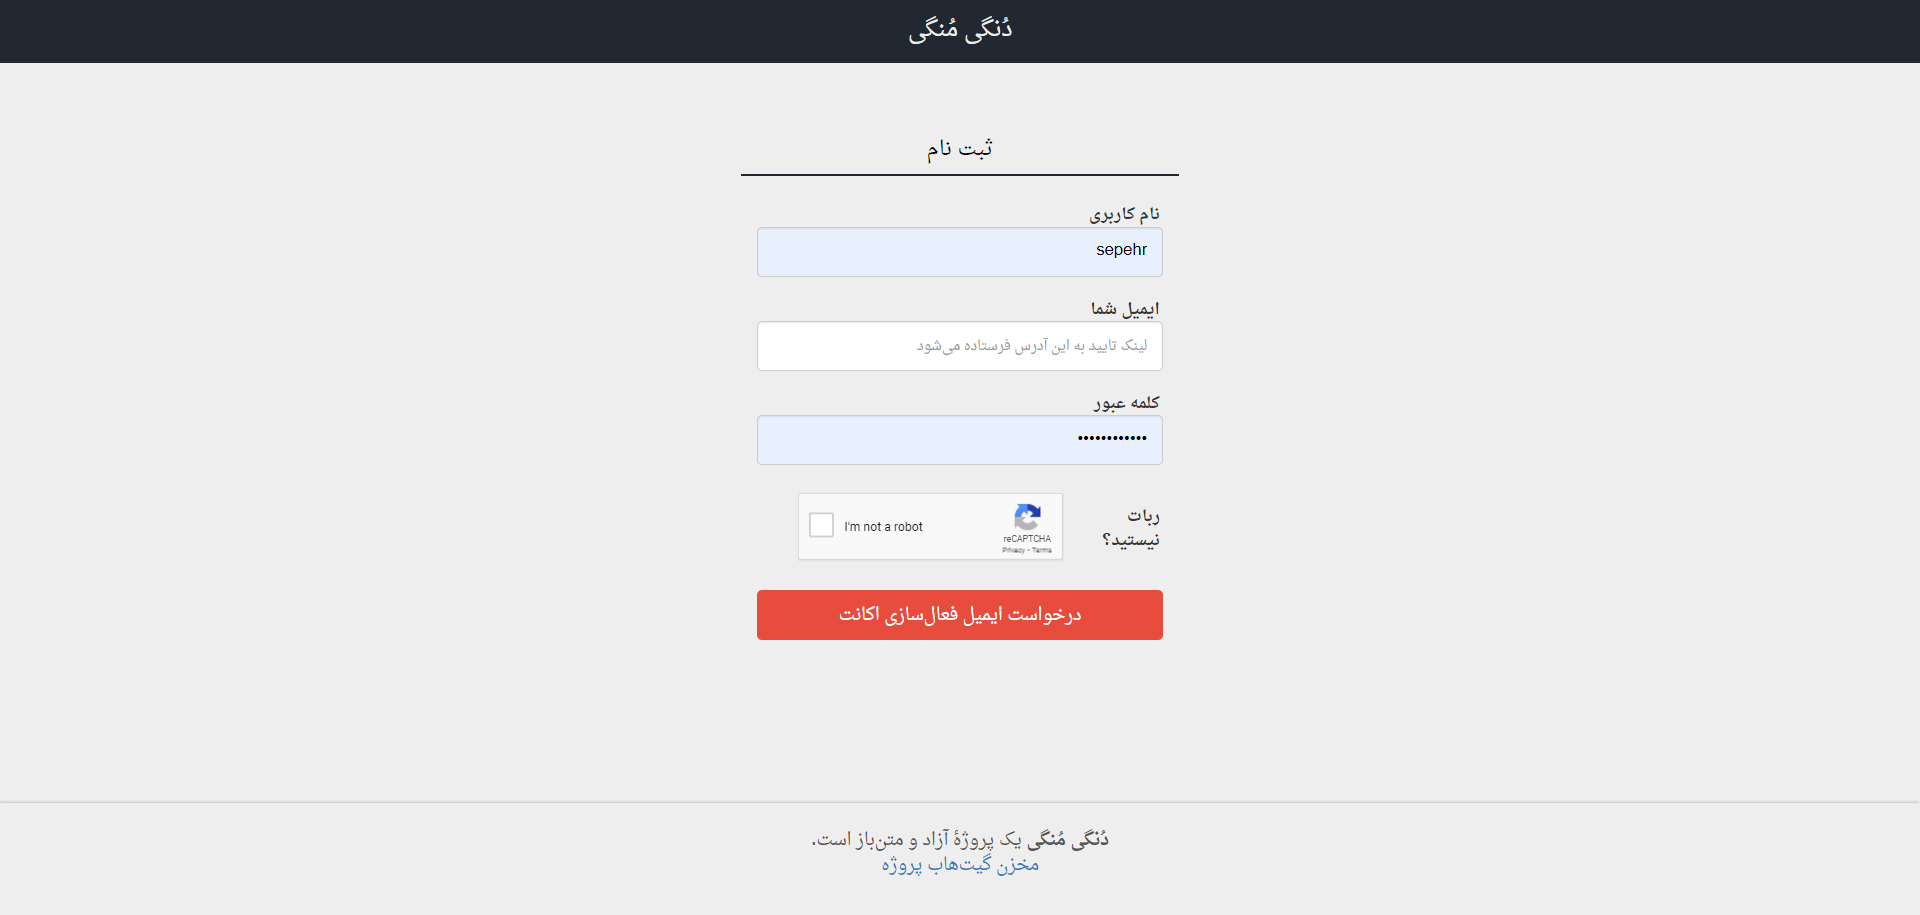 دُنگی مُنگی
ثبت نام
نام کاربری
sepehr
ایمیل شما
لینک تایید به این آدرس فرستاده می‌شود
کلمه عبور
••••••••••••
ربات
نیستید؟
I'm not a robot
reCAPTCHA
Privacy - Terms
درخواست ایمیل فعال‌سازی اکانت
دُنگی مُنگی یک پروژهٔ آزاد و متن‌باز است.
مخزن گیت‌هاب پروژه